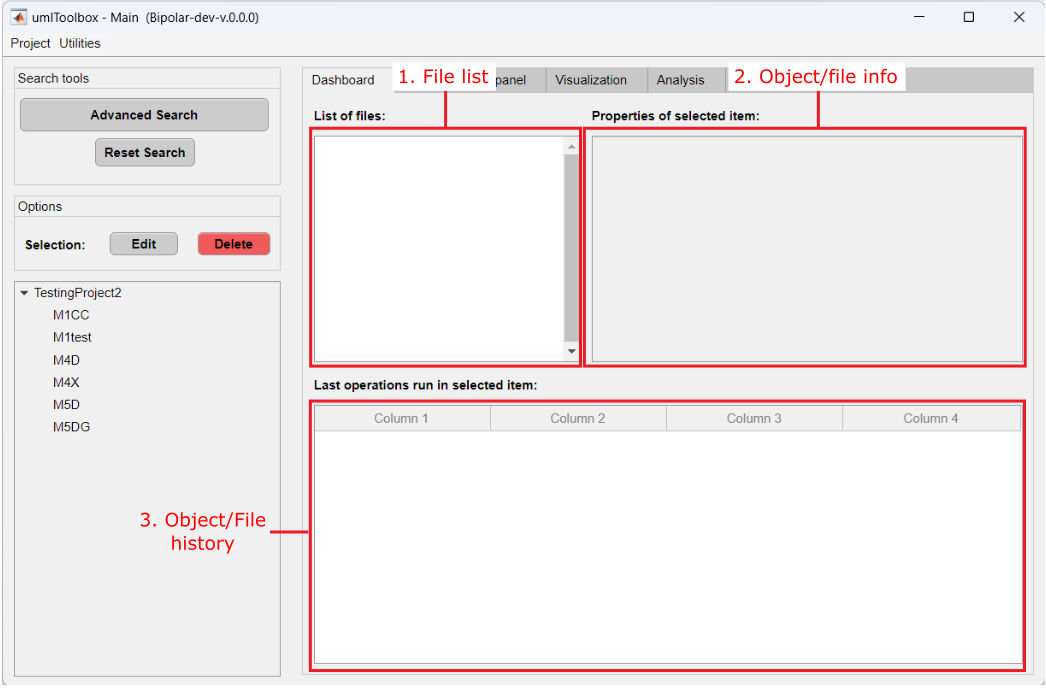 umIToolbox - Main (Bipolar-dev-v.0.0.0)
Project Utilities
Search tools
Advanced Search
Reset Search
Options
Selection: Edit Delete
TestingProject2
M1CC
M1test
M4D
M4X
M5D
M5DG
Dashboard panel Visualization Analysis
1. File list
2. Object/file info
List of files:
Properties of selected item:
Last operations run in selected item:
Column 1 Column 2 Column 3 Column 4
3. Object/File
history